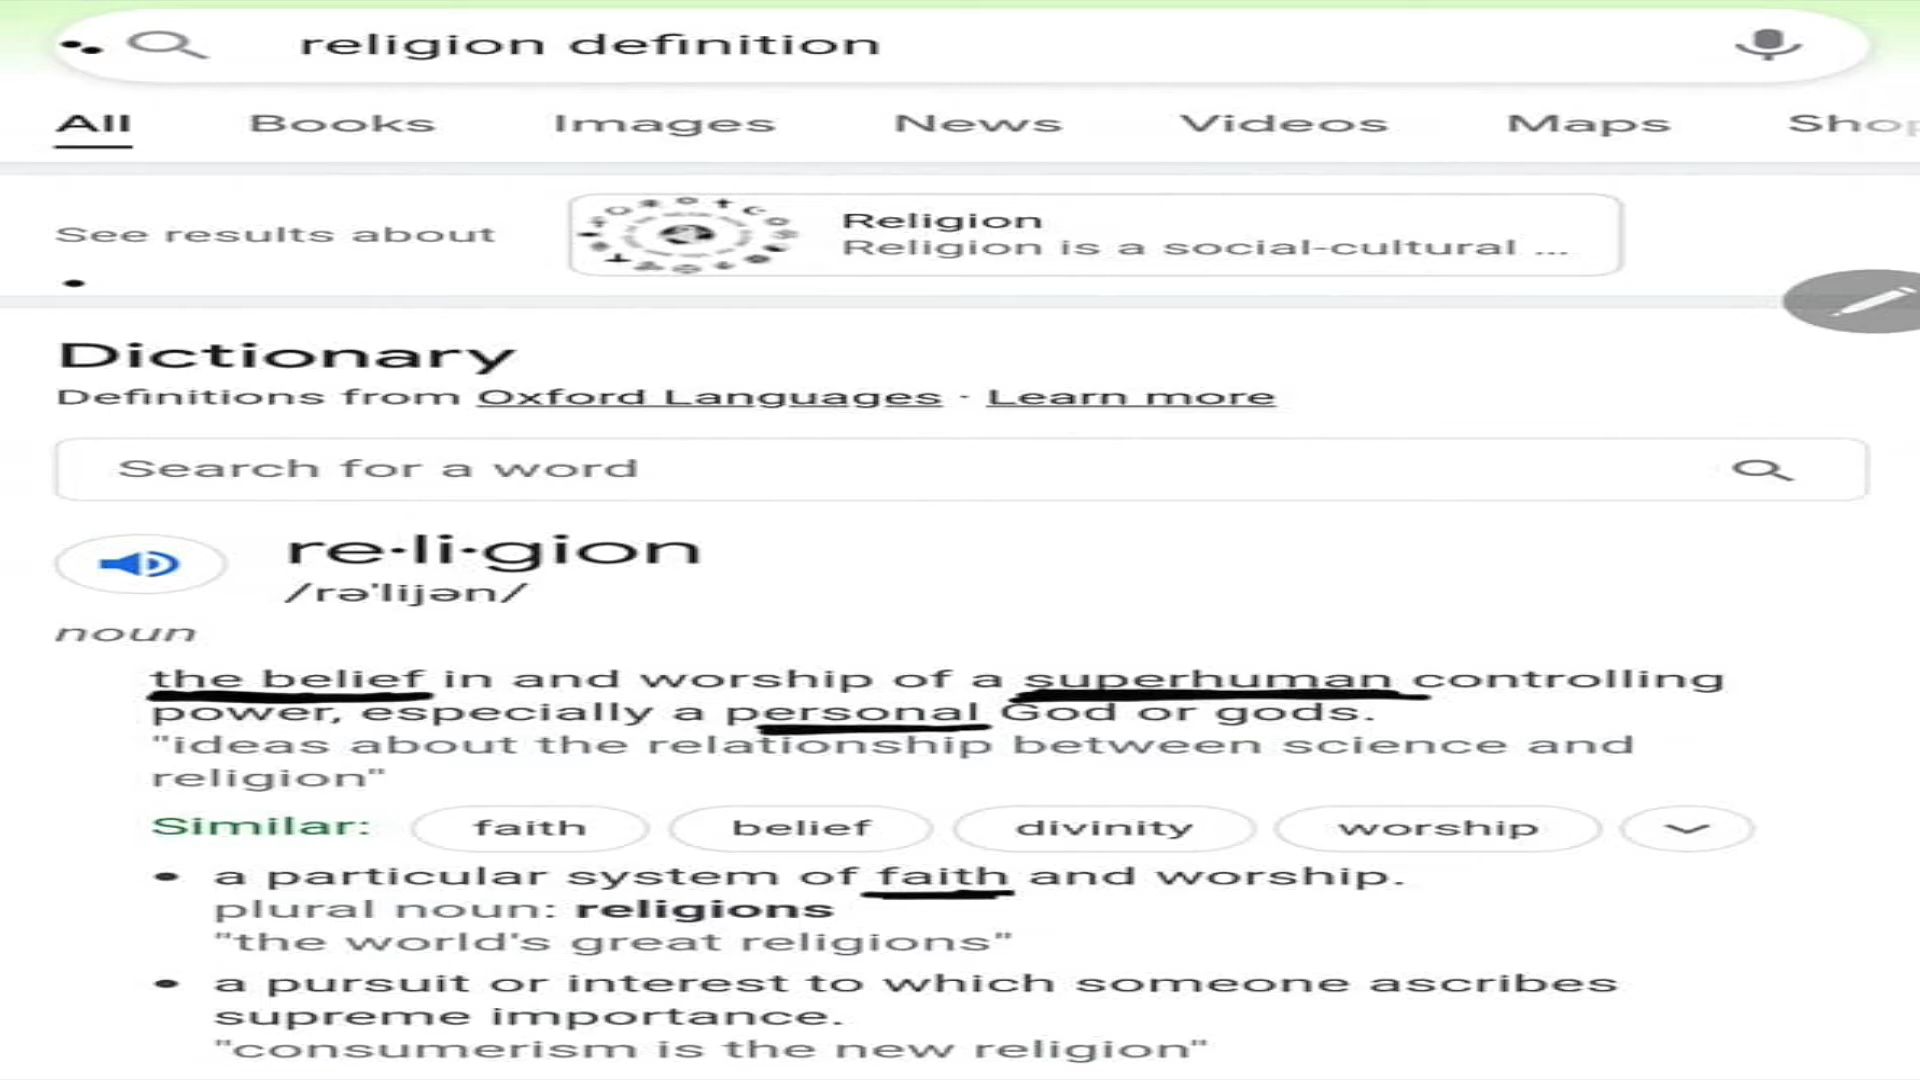 religion definition
All Books Images News Videos Maps Shop
See results about
Religion
Religion is a social-cultural ...
Dictionary
Definitions from Oxford Languages · Learn more
Search for a word
re·li·gion
/rəˈlijən/
noun
the belief in and worship of a superhuman controlling
power, especially a personal God or gods.
"ideas about the relationship between science and
religion"
Similar: faith belief divinity worship
• a particular system of faith and worship.
plural noun: religions
"the world's great religions"
• a pursuit or interest to which someone ascribes
supreme importance.
"consumerism is the new religion"